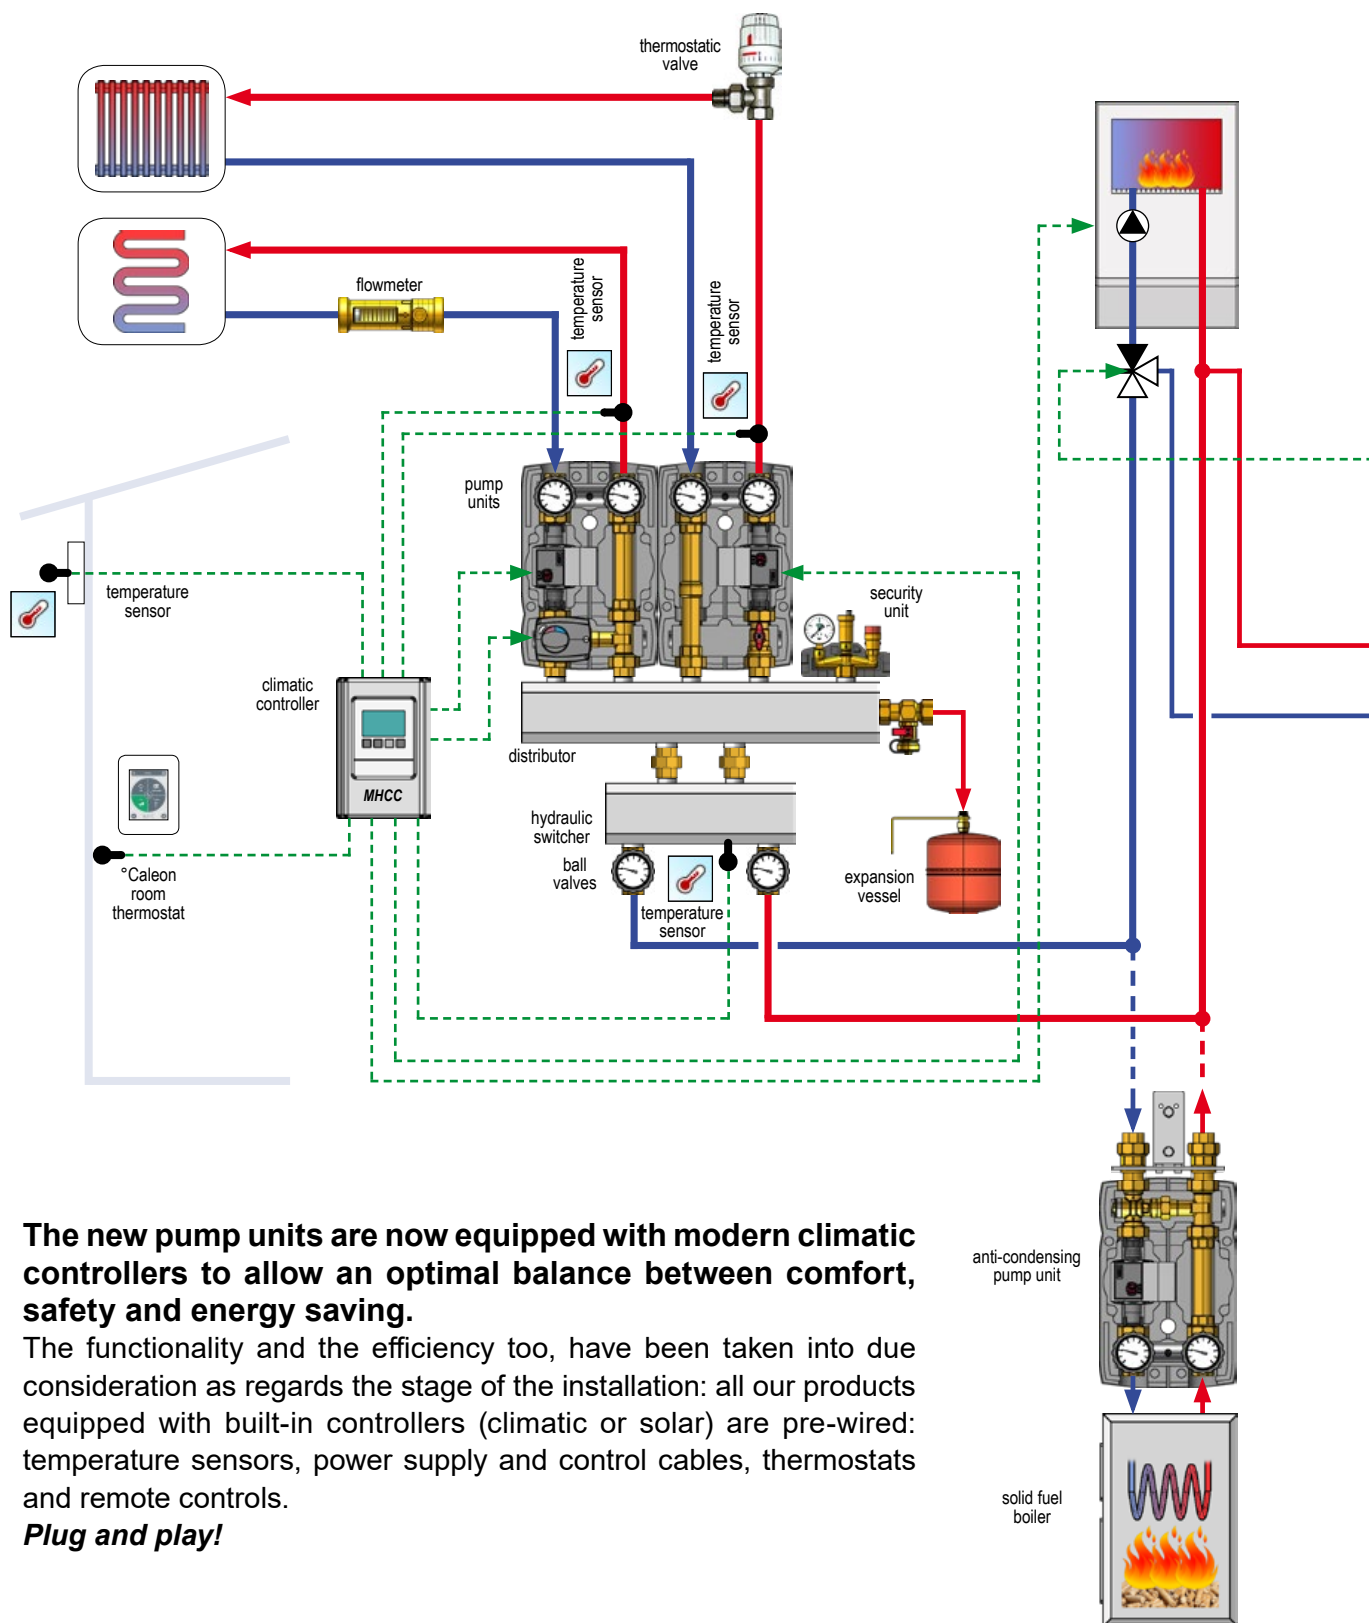 thermostatic
valve
flowmeter
temperature
sensor
temperature
sensor
pump
units
temperature
sensor
security
unit
climatic
controller
MHCC
distributor
hydraulic
switcher
ball
valves
temperature
sensor
expansion
vessel
°Caleon
room
thermostat
The new pump units are now equipped with modern climatic
controllers to allow an optimal balance between comfort,
safety and energy saving.
The functionality and the efficiency too, have been taken into due
consideration as regards the stage of the installation: all our products
equipped with built-in controllers (climatic or solar) are pre-wired:
temperature sensors, power supply and control cables, thermostats
and remote controls.
Plug and play!
anti-condensing
pump unit
solid fuel
boiler